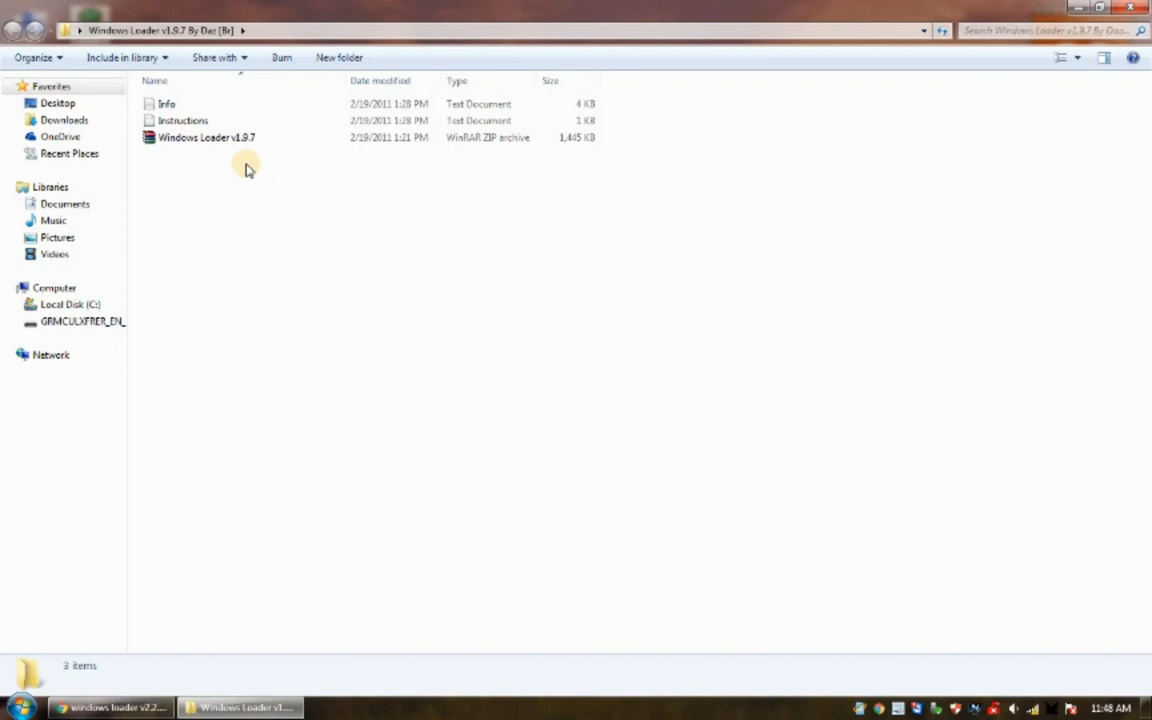 Windows Loader v1.9.7 By Daz [Br]
Search Windows Loader v1.9.7 By Daz...
Organize
Include in library
Share with
Burn
New folder
Name
Date modified
Type
Size
Favorites
Desktop
Downloads
OneDrive
Recent Places
Libraries
Documents
Music
Pictures
Videos
Computer
Local Disk (C:)
GRMCULXFRER_EN_
Network
Info 2/19/2011 1:28 PM Text Document 4 KB
Instructions 2/19/2011 1:28 PM Text Document 1 KB
Windows Loader v1.9.7 2/19/2011 1:21 PM WinRAR ZIP archive 1,445 KB
3 items
windows loader v2.2....
Windows Loader v1....
11:48 AM